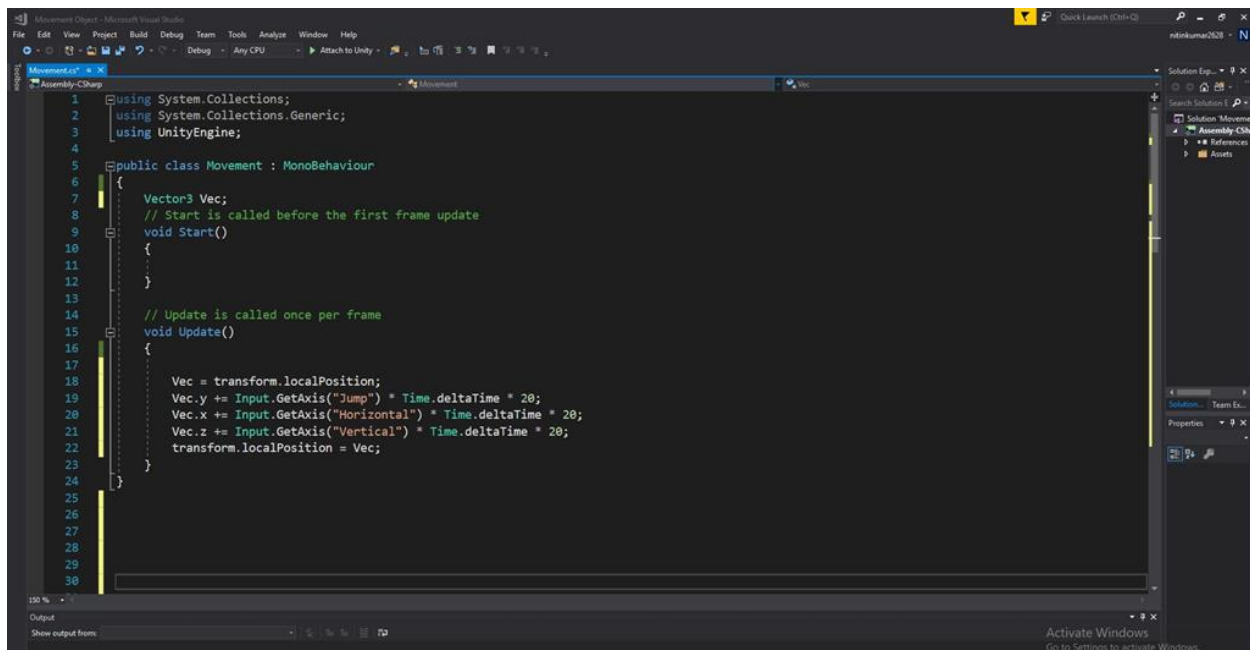 Movement Object - Microsoft Visual Studio
Quick Launch (Ctrl+Q)
File Edit View Project Build Debug Team Tools Analyze Window Help
nitinkumar2628 N
Debug Any CPU Attach to Unity
Toolbox
Movement.cs*
Solution Exp...
Assembly-CSharp Movement Vec
Search Solution E
1 using System.Collections;
2 using System.Collections.Generic;
3 using UnityEngine;
4
5 public class Movement : MonoBehaviour
6 {
7 Vector3 Vec;
8 // Start is called before the first frame update
9 void Start()
10 {
11
12 }
13
14 // Update is called once per frame
15 void Update()
16 {
17
18 Vec = transform.localPosition;
19 Vec.y += Input.GetAxis("Jump") * Time.deltaTime * 20;
20 Vec.x += Input.GetAxis("Horizontal") * Time.deltaTime * 20;
21 Vec.z += Input.GetAxis("Vertical") * Time.deltaTime * 20;
22 transform.localPosition = Vec;
23 }
24 }
25
26
27
28
29
30
Solution 'Moveme
Assembly-CSh
References
Assets
Solution... Team Ex...
Properties
150 %
Output
Show output from:
Activate Windows
Go to Settings to activate Windows.